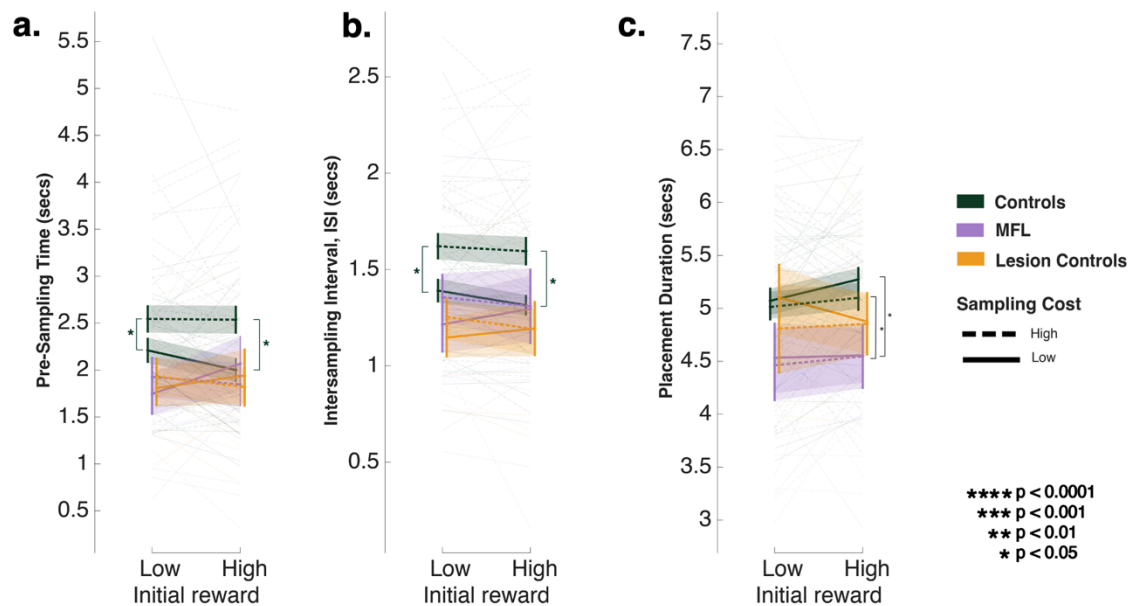 a.
5.5
5
4.5
4
3.5
3
2.5
2
1.5
1
0.5
Pre-Sampling Time (secs)
*
*
Low High
Initial reward
b.
2.5
2
1.5
1
0.5
Intersampling Interval, ISI (secs)
*
*
Low High
Initial reward
c.
7.5
7
6.5
6
5.5
5
4.5
4
3.5
3
Placement Duration (secs)
*
*
Low High
Initial reward
Controls
MFL
Lesion Controls
Sampling Cost
High
Low
**** p < 0.0001
*** p < 0.001
** p < 0.01
* p < 0.05